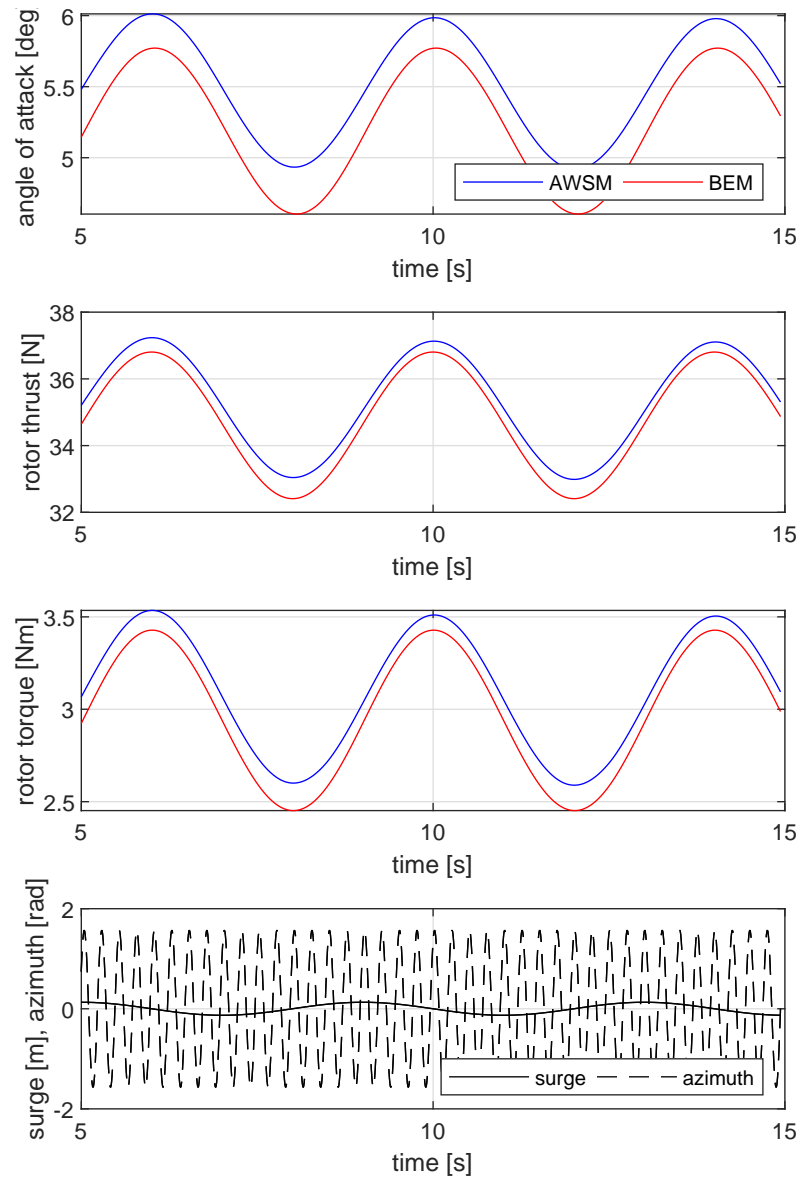 angle of attack [deg
6
5.5
5
AWSM BEM
5 10 15
time [s]
rotor thrust [N]
38
36
34
32
5 10 15
time [s]
rotor torque [Nm]
3.5
3
2.5
5 10 15
time [s]
surge [m], azimuth [rad]
2
0
-2
surge azimuth
5 10 15
time [s]